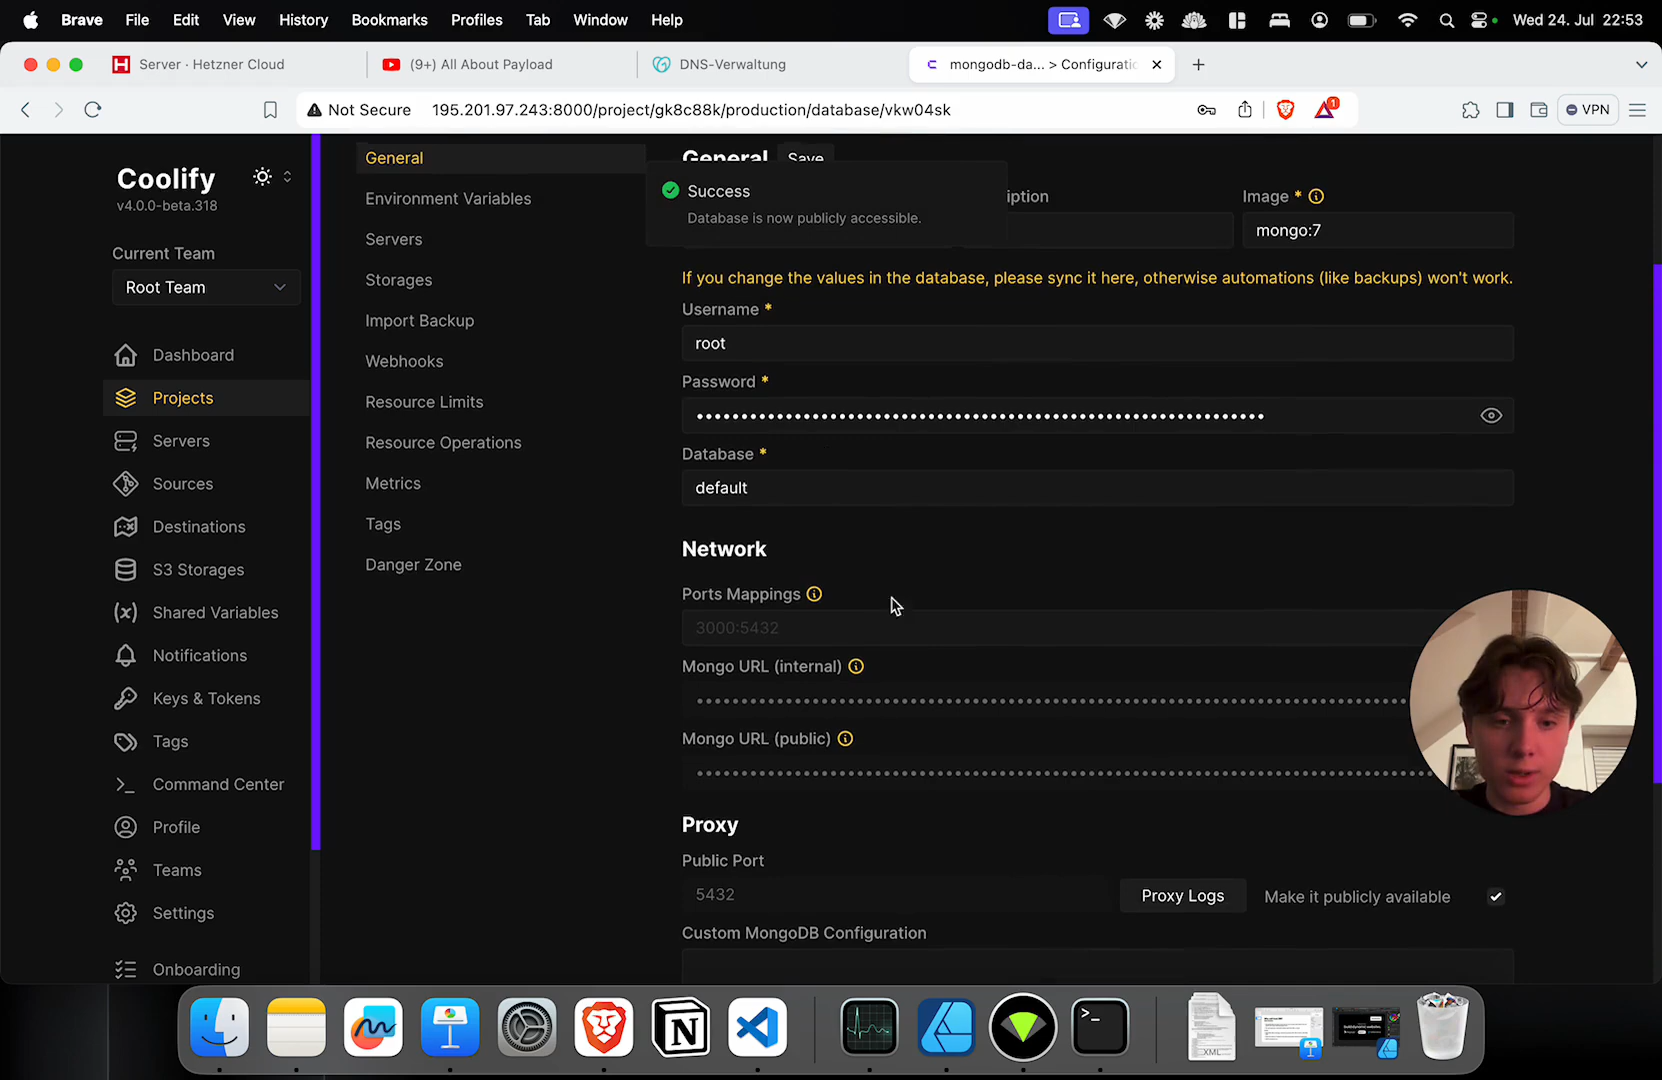 Brave File Edit View History Bookmarks Profiles Tab Window Help Wed 24. Jul 22:53
H Server · Hetzner Cloud (9+) All About Payload DNS-Verwaltung mongodb-da... > Configuratio
Not Secure 195.201.97.243:8000/project/gk8c88k/production/database/vkw04sk 1 VPN
Coolify
v4.0.0-beta.318
Current Team
Root Team
Dashboard
Projects
Servers
Sources
Destinations
S3 Storages
Shared Variables
Notifications
Keys & Tokens
Tags
Command Center
Profile
Teams
Settings
Onboarding
General
Environment Variables
Servers
Storages
Import Backup
Webhooks
Resource Limits
Resource Operations
Metrics
Tags
Danger Zone
General Save
Success
Database is now publicly accessible.
ription
Image *
mongo:7
If you change the values in the database, please sync it here, otherwise automations (like backups) won't work.
Username *
root
Password *
Database *
default
Network
Ports Mappings
3000:5432
Mongo URL (internal)
Mongo URL (public)
Proxy
Public Port
5432
Proxy Logs
Make it publicly available
Custom MongoDB Configuration
XML